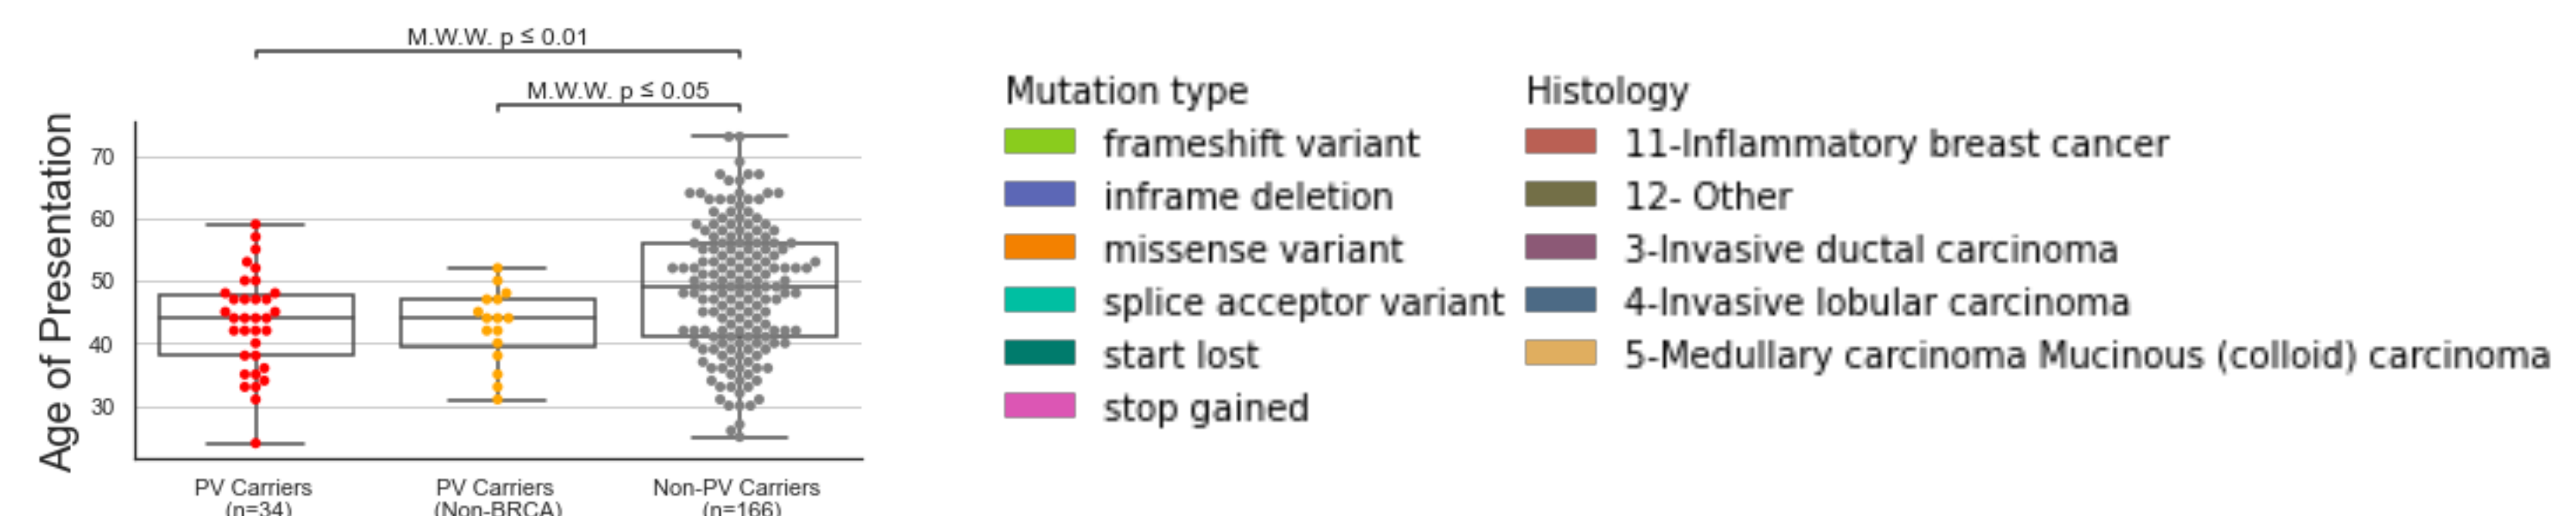 M.W.W. p ≤ 0.01
M.W.W. p ≤ 0.05
Age of Presentation
70
60
50
40
30
PV Carriers
(n=34)
PV Carriers
(Non-BRCA)
Non-PV Carriers
(n=166)
Mutation type
frameshift variant
inframe deletion
missense variant
splice acceptor variant
start lost
stop gained
Histology
11-Inflammatory breast cancer
12- Other
3-Invasive ductal carcinoma
4-Invasive lobular carcinoma
5-Medullary carcinoma Mucinous (colloid) carcinoma